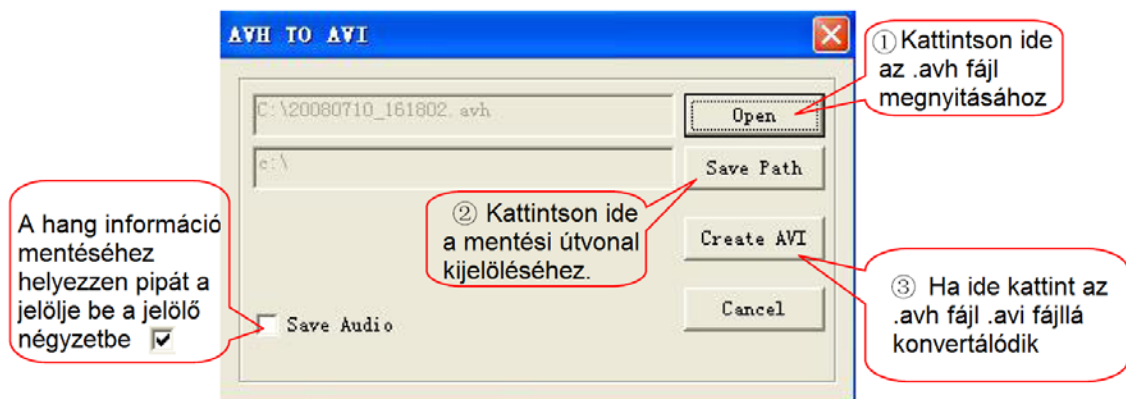 AVH TO AVI
① Kattintson ide
az .avh fájl
megnyitásához
C:\20080710_161802.avh
Open
c:\
Save Path
② Kattintson ide
a mentési útvonal
kijelöléséhez.
A hang információ
mentéséhez
helyezzen pipát a
jelölje be a jelölő
négyzetbe
Create AVI
③ Ha ide kattint az
.avh fájl .avi fájllá
konvertálódik
Cancel
Save Audio